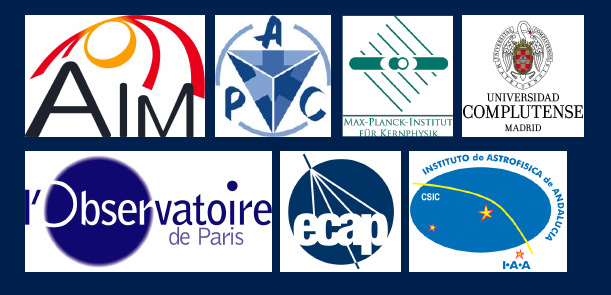 AIM
A
P C
MAX-PLANCK-INSTITUT
FÜR KERNPHYSIK
UNIVERSIDAD
COMPLUTENSE
MADRID
l'Observatoire
de Paris
ecap
INSTITUTO de ASTROFISICA de ANDALUCIA
CSIC
I•A•A